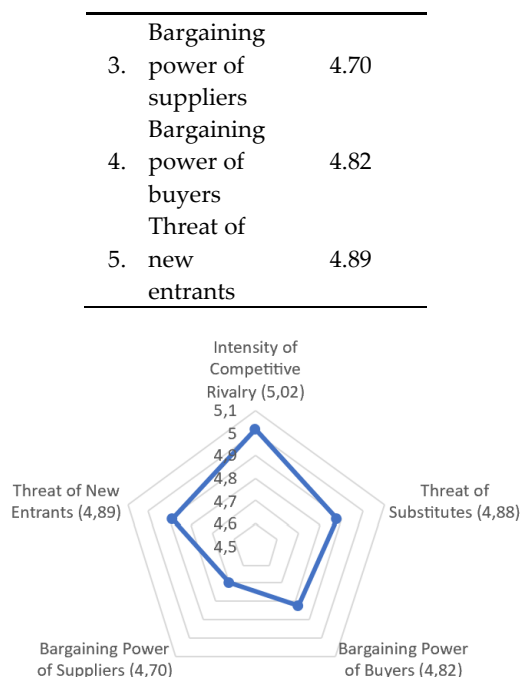 Bargaining
3. power of 4.70
suppliers
Bargaining
4. power of 4.82
buyers
Threat of
5. new 4.89
entrants
Intensity of
Competitive
Rivalry (5,02)
5,1
5
4,9
4,8
4,7
4,6
4,5
Threat of New
Entrants (4,89)
Threat of
Substitutes (4,88)
Bargaining Power
of Suppliers (4,70)
Bargaining Power
of Buyers (4,82)